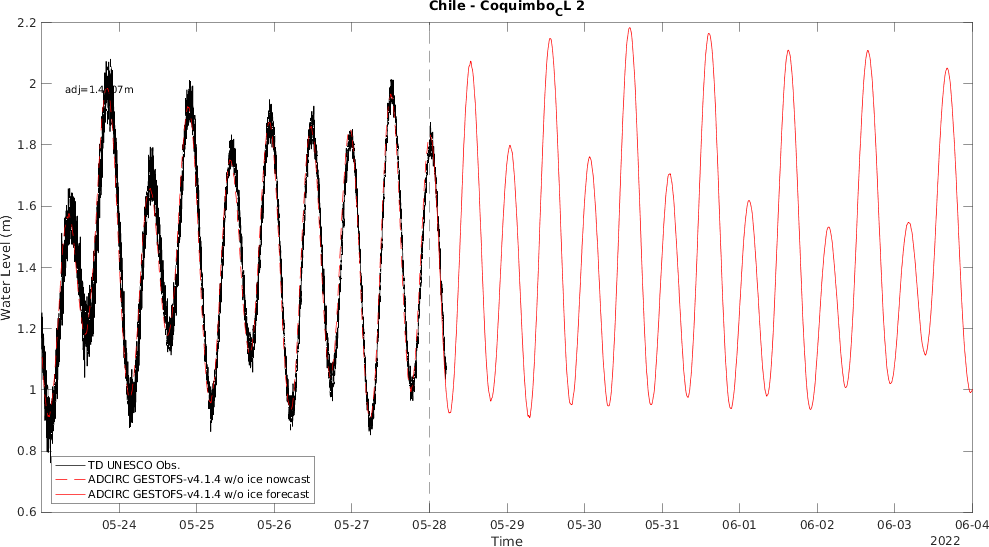 Chile - CoquimboCL 2
2.2
2
1.8
1.6
1.4
1.2
1
0.8
0.6
Water Level (m)
TD UNESCO Obs.
ADCIRC GESTOFS-v4.1.4 w/o ice nowcast
ADCIRC GESTOFS-v4.1.4 w/o ice forecast
05-24 05-25 05-26 05-27 05-28 05-29 05-30 05-31 06-01 06-02 06-03 06-04
Time
2022